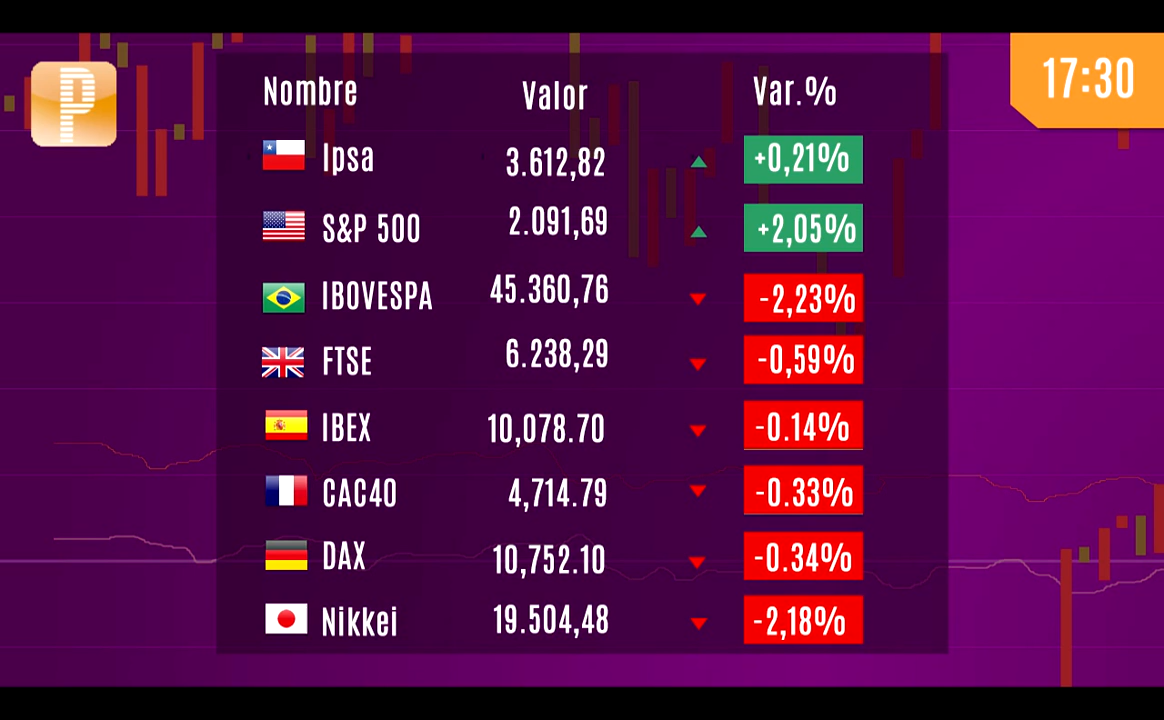 P
17:30
Nombre Valor Var.%
Ipsa 3.612,82 +0,21%
S&P 500 2.091,69 +2,05%
IBOVESPA 45.360,76 -2,23%
FTSE 6.238,29 -0,59%
IBEX 10,078.70 -0.14%
CAC40 4,714.79 -0.33%
DAX 10,752.10 -0.34%
Nikkei 19.504,48 -2,18%